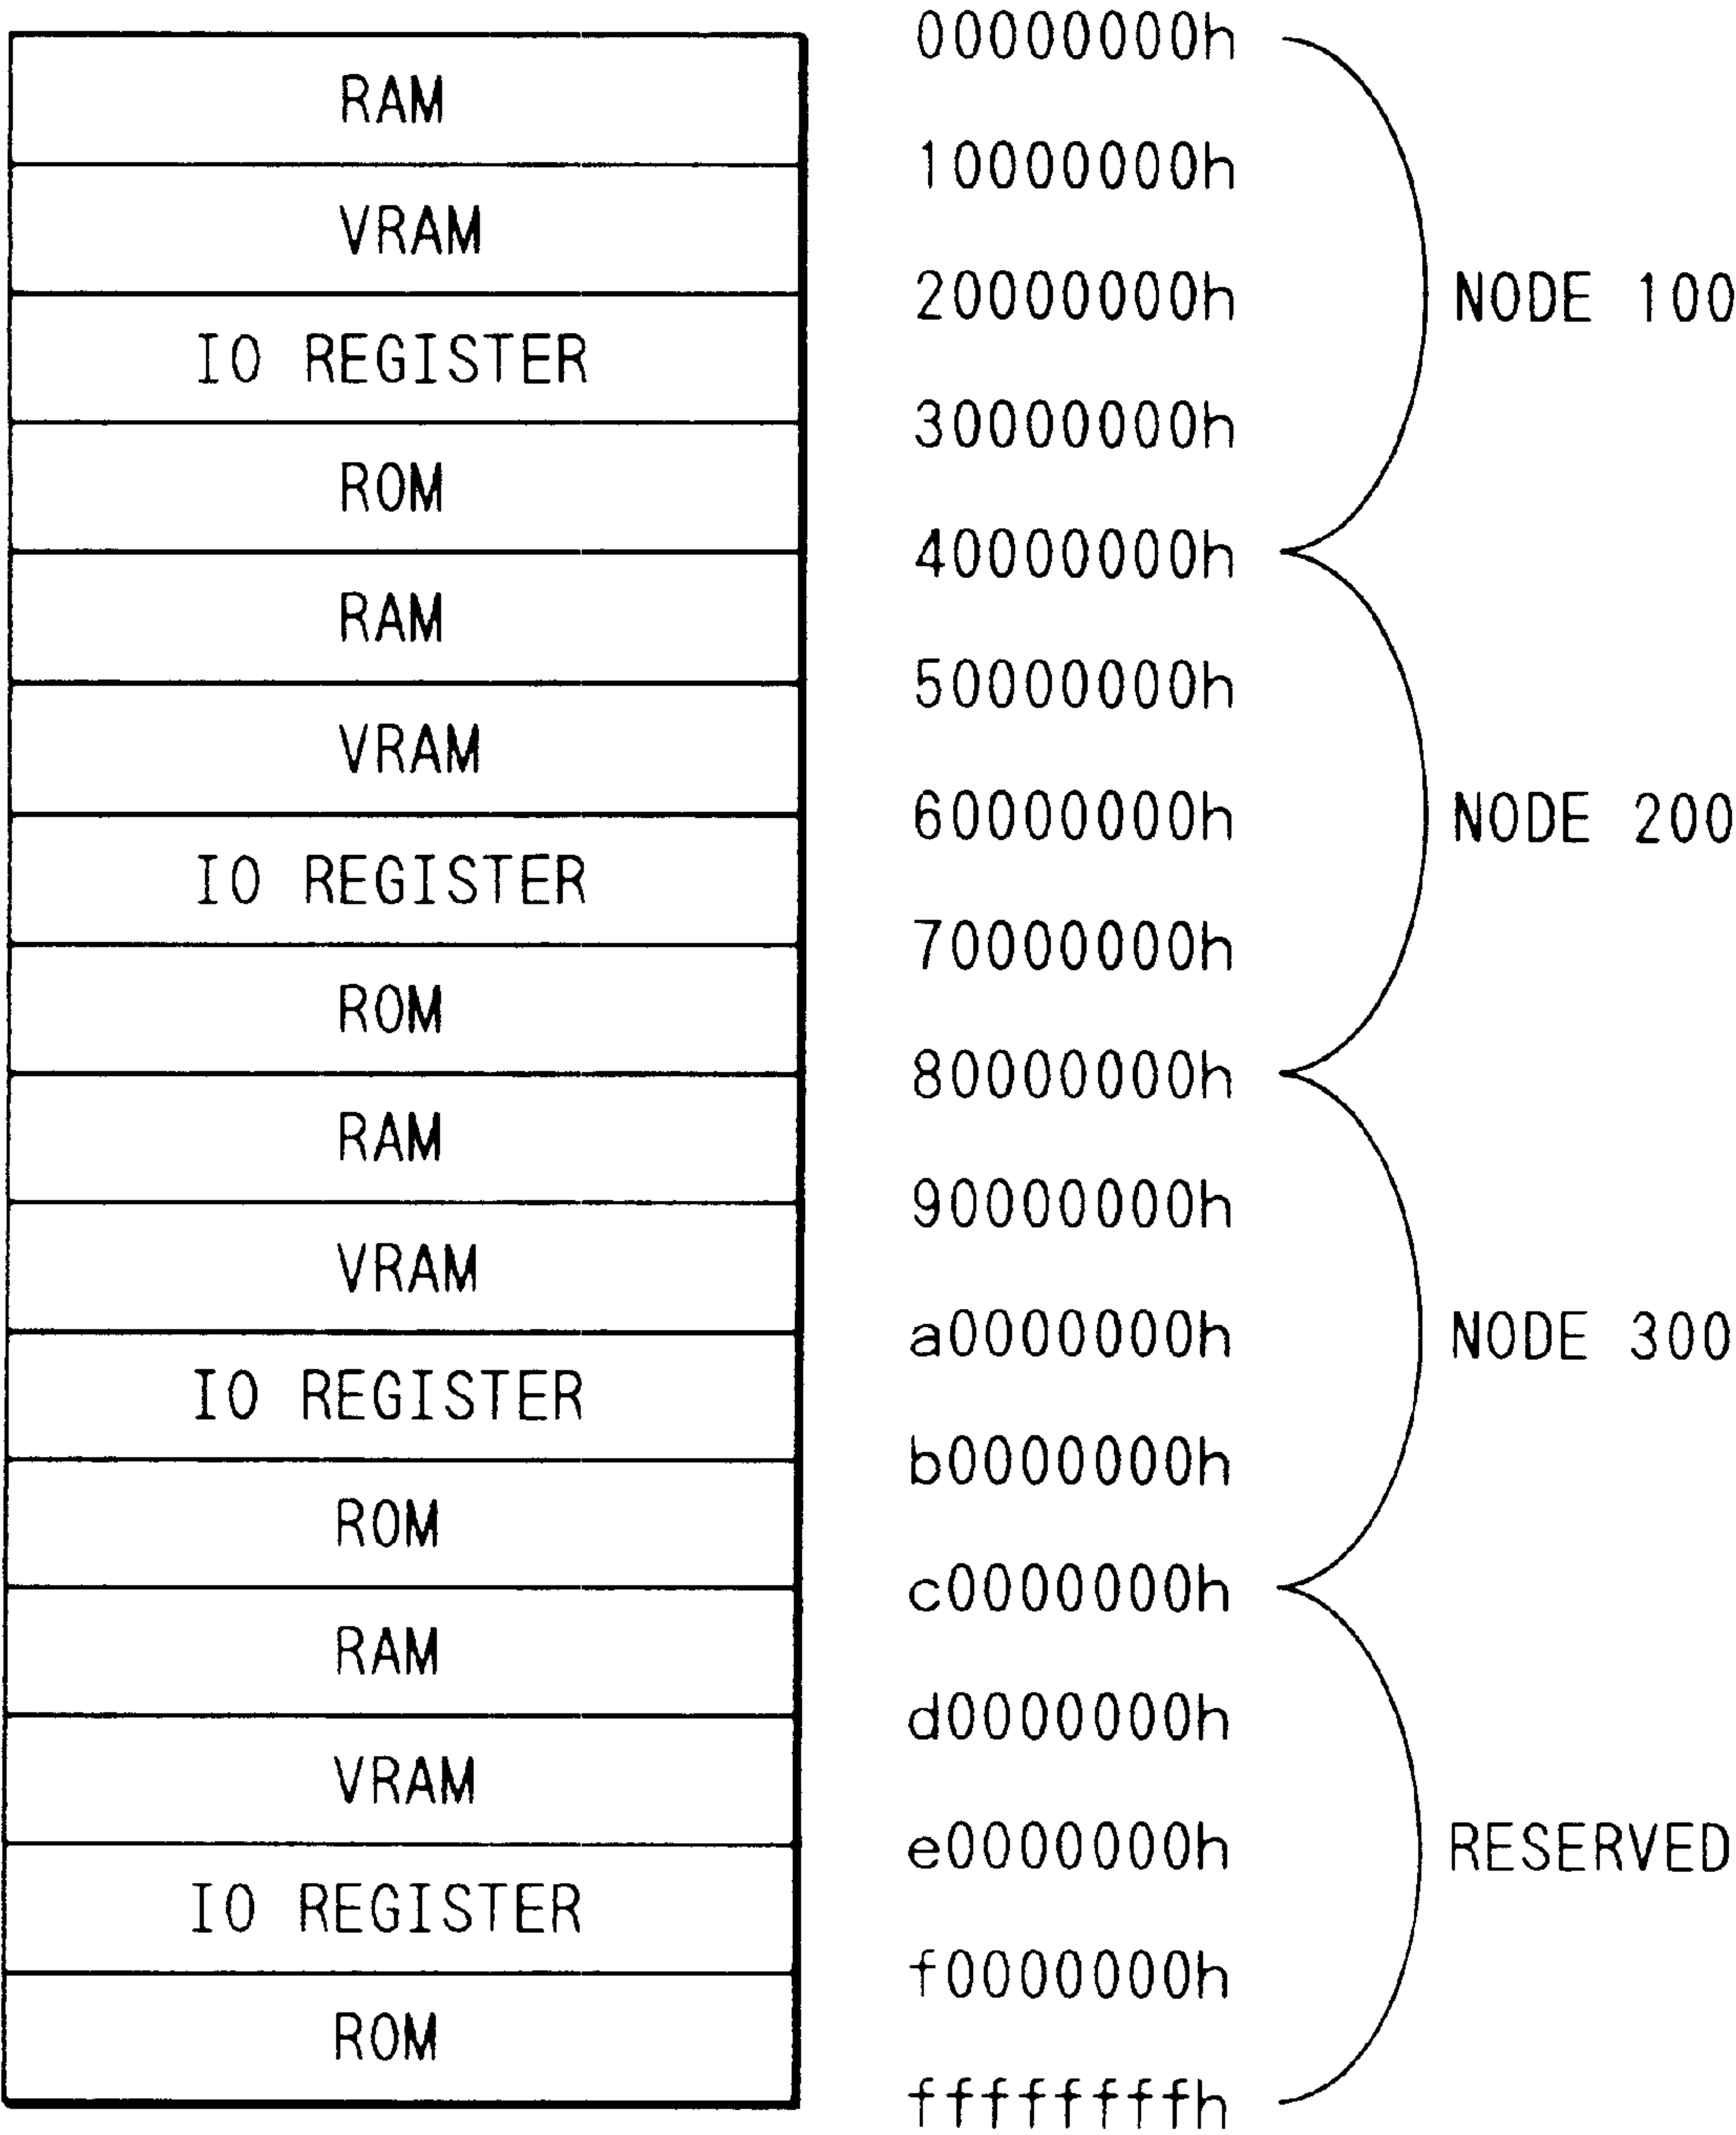 00000000h
RAM
10000000h
VRAM
20000000h NODE 100
IO REGISTER
30000000h
ROM
40000000h
RAM
50000000h
VRAM
60000000h NODE 200
IO REGISTER
70000000h
ROM
80000000h
RAM
90000000h
VRAM
a0000000h NODE 300
IO REGISTER
b0000000h
ROM
c0000000h
RAM
d0000000h
VRAM
e0000000h RESERVED
IO REGISTER
f0000000h
ROM
ffffffffh